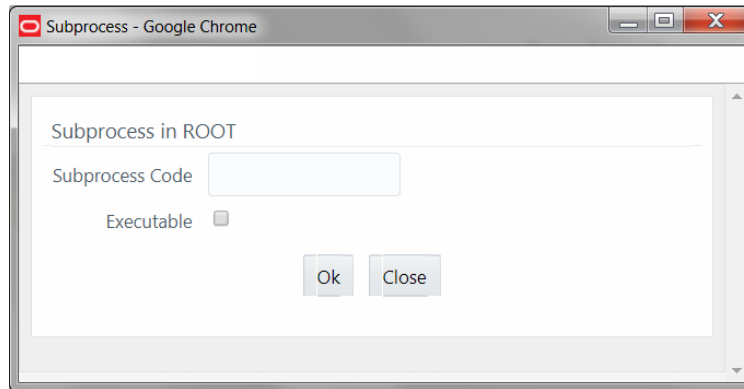 Subprocess - Google Chrome
Subprocess in ROOT
Subprocess Code
Executable
Ok Close